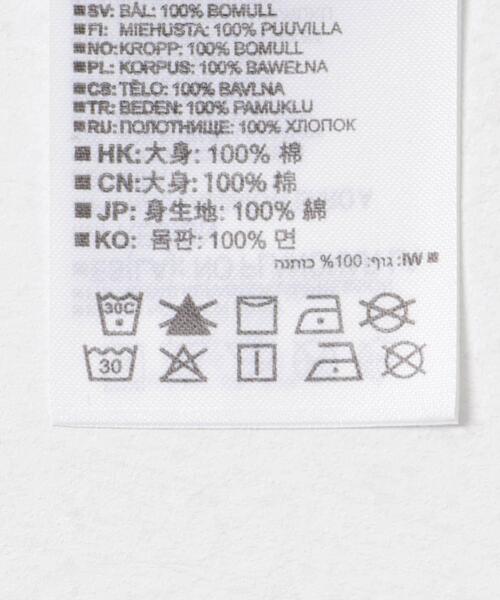 SV: BÅL: 100% BOMULL
FI: MIEHUSTA: 100% PUUVILLA
NO: KROPP: 100% BOMULL
PL: KORPUS: 100% BAWEŁNA
CS: TĚLO: 100% BAVLNA
TR: BEDEN: 100% PAMUKLU
RU: ПОЛОТНИЩЕ: 100% ХЛОПОК
HK: 大身: 100% 棉
CN: 大身: 100% 棉
JP: 身生地: 100% 綿
KO: 몸판: 100% 면
IW: גוף: 100% כותנה
30C
30